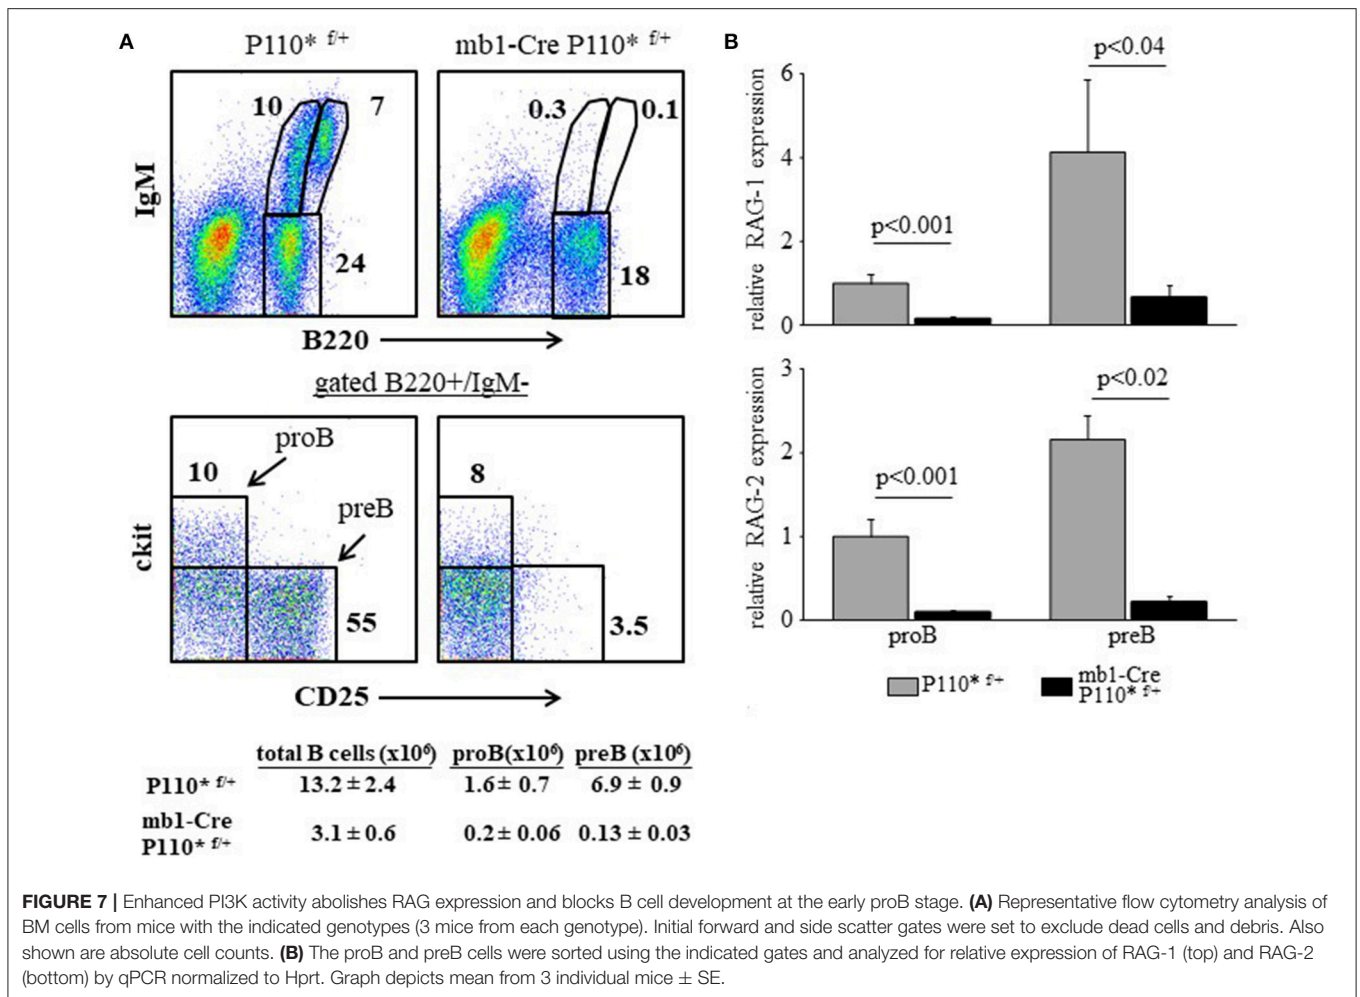 A
P110* f/+
mb1-Cre P110* f/+
10
7
0.3
0.1
IgM
24
18
B220
gated B220+/IgM-
proB
10
preB
8
ckit
55
3.5
CD25
total B cells (x10⁶) proB(x10⁶) preB (x10⁶)
P110* f/+ 13.2 ± 2.4 1.6 ± 0.7 6.9 ± 0.9
mb1-Cre
P110* f/+ 3.1 ± 0.6 0.2 ± 0.06 0.13 ± 0.03
B
relative RAG-1 expression
6
4
2
0
p<0.001
p<0.04
relative RAG-2 expression
3
2
1
0
p<0.001
p<0.02
proB
preB
P110* f/+
mb1-Cre
P110* f/+
FIGURE 7 | Enhanced PI3K activity abolishes RAG expression and blocks B cell development at the early proB stage. (A) Representative flow cytometry analysis of
BM cells from mice with the indicated genotypes (3 mice from each genotype). Initial forward and side scatter gates were set to exclude dead cells and debris. Also
shown are absolute cell counts. (B) The proB and preB cells were sorted using the indicated gates and analyzed for relative expression of RAG-1 (top) and RAG-2
(bottom) by qPCR normalized to Hprt. Graph depicts mean from 3 individual mice ± SE.